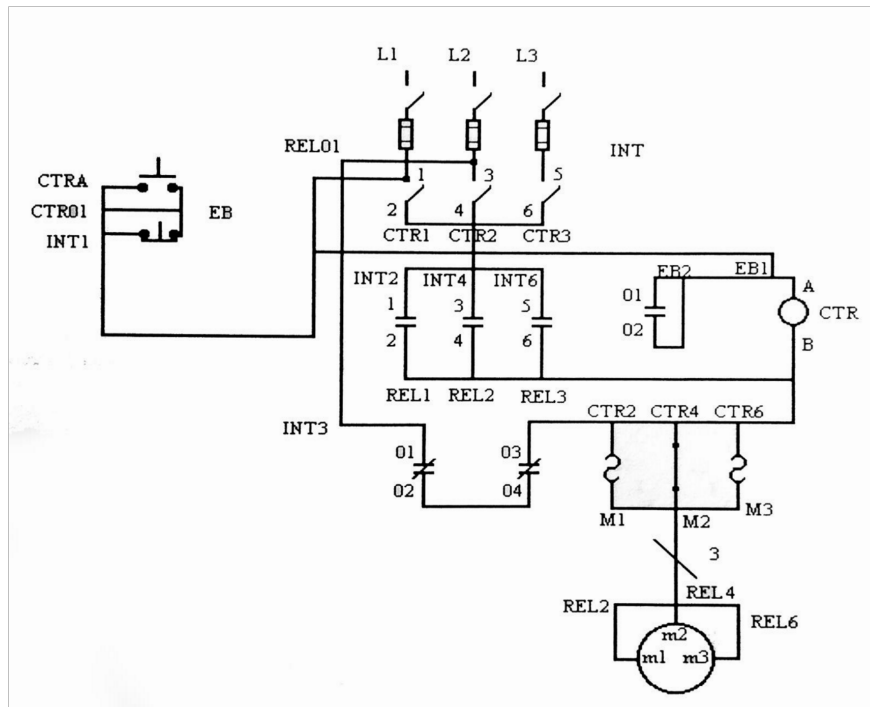 L1 L2 L3
REL01 INT
1 3 5
CTRA
CTR01 EB
2 4 6
INT1
CTR1 CTR2 CTR3
INT2 INT4 INT6 EB2 EB1
A
1 3 5 01
CTR
2 4 6 02
B
REL1 REL2 REL3
CTR2 CTR4 CTR6
INT3
01 03
02 04
M1 M2 M3
3
REL4
REL2 REL6
m2
m1 m3